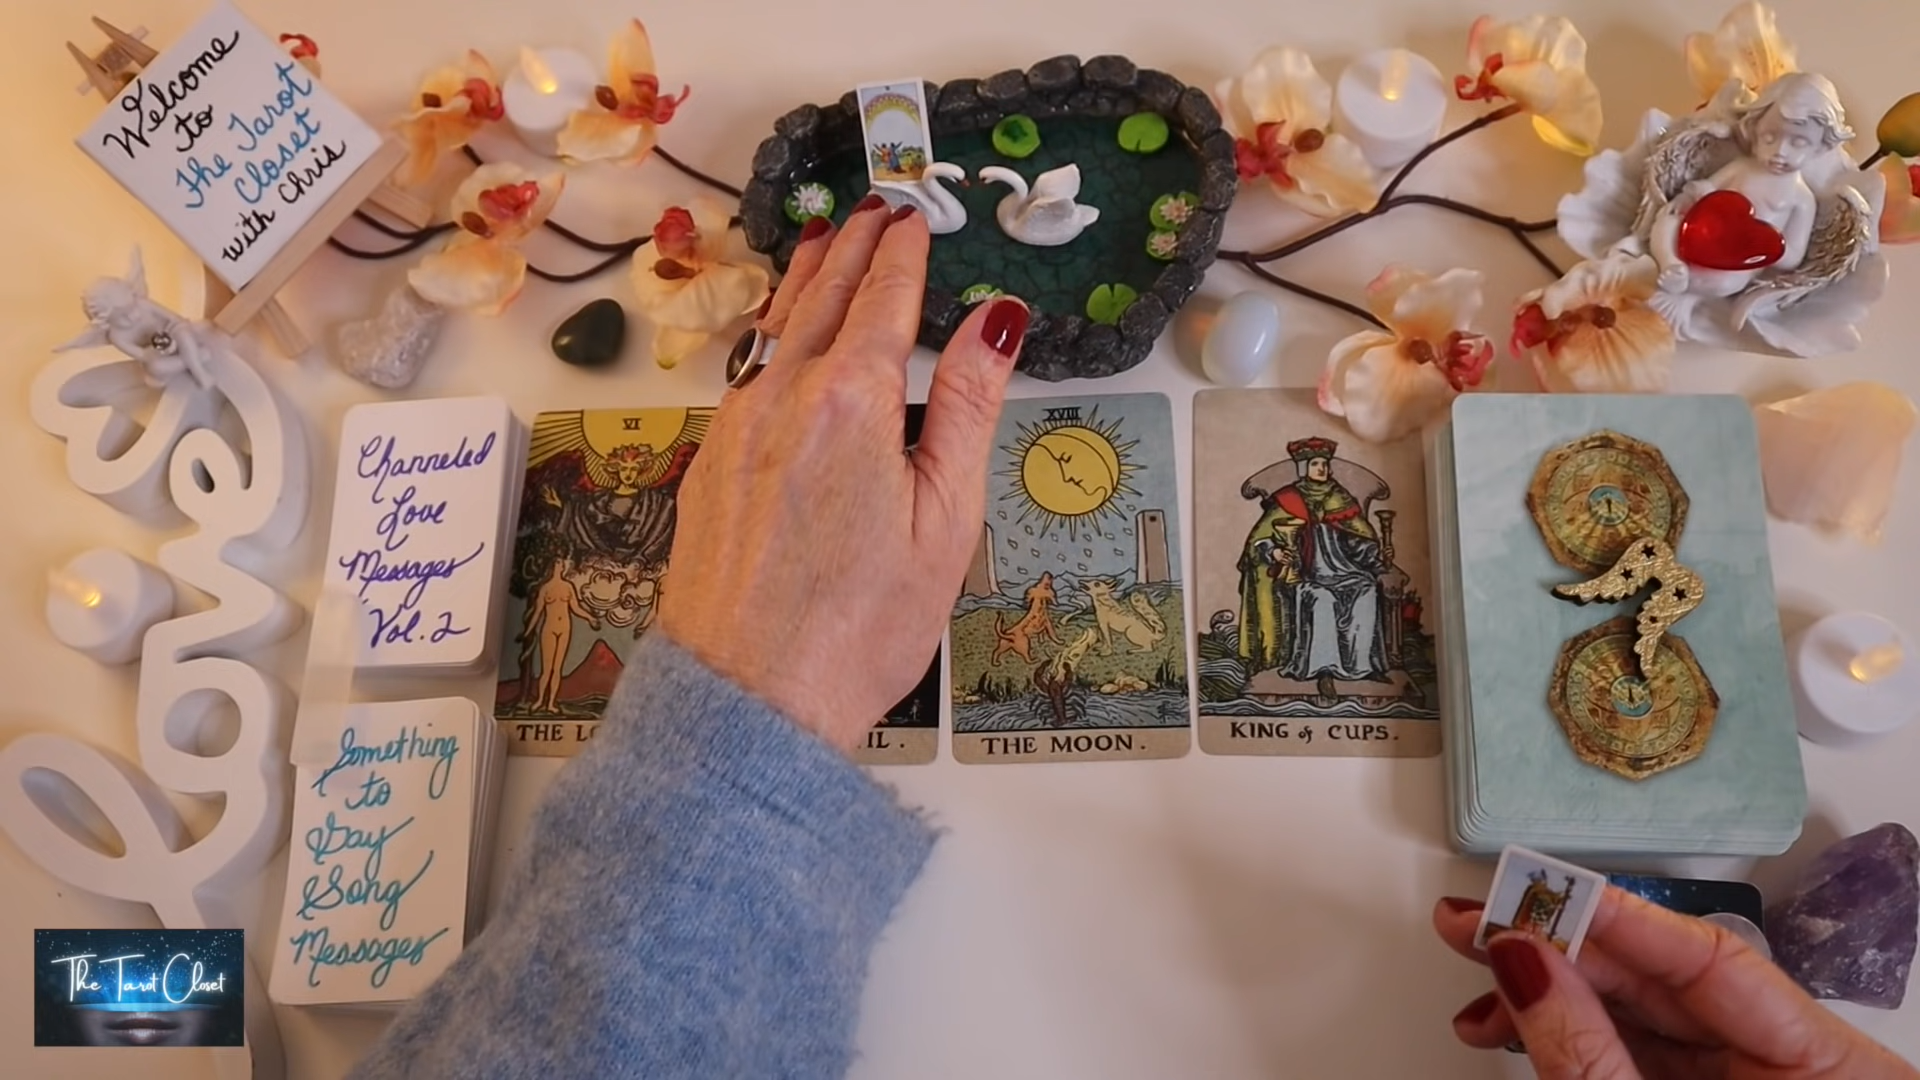 Welcome
to
The Tarot
Closet
with Chris
Channeled
Love
Messages
Vol. 2
Something
to
Say
Song
Messages
love
VI
THE LO
IL.
XVIII
THE MOON.
KING of CUPS.
The Tarot Closet